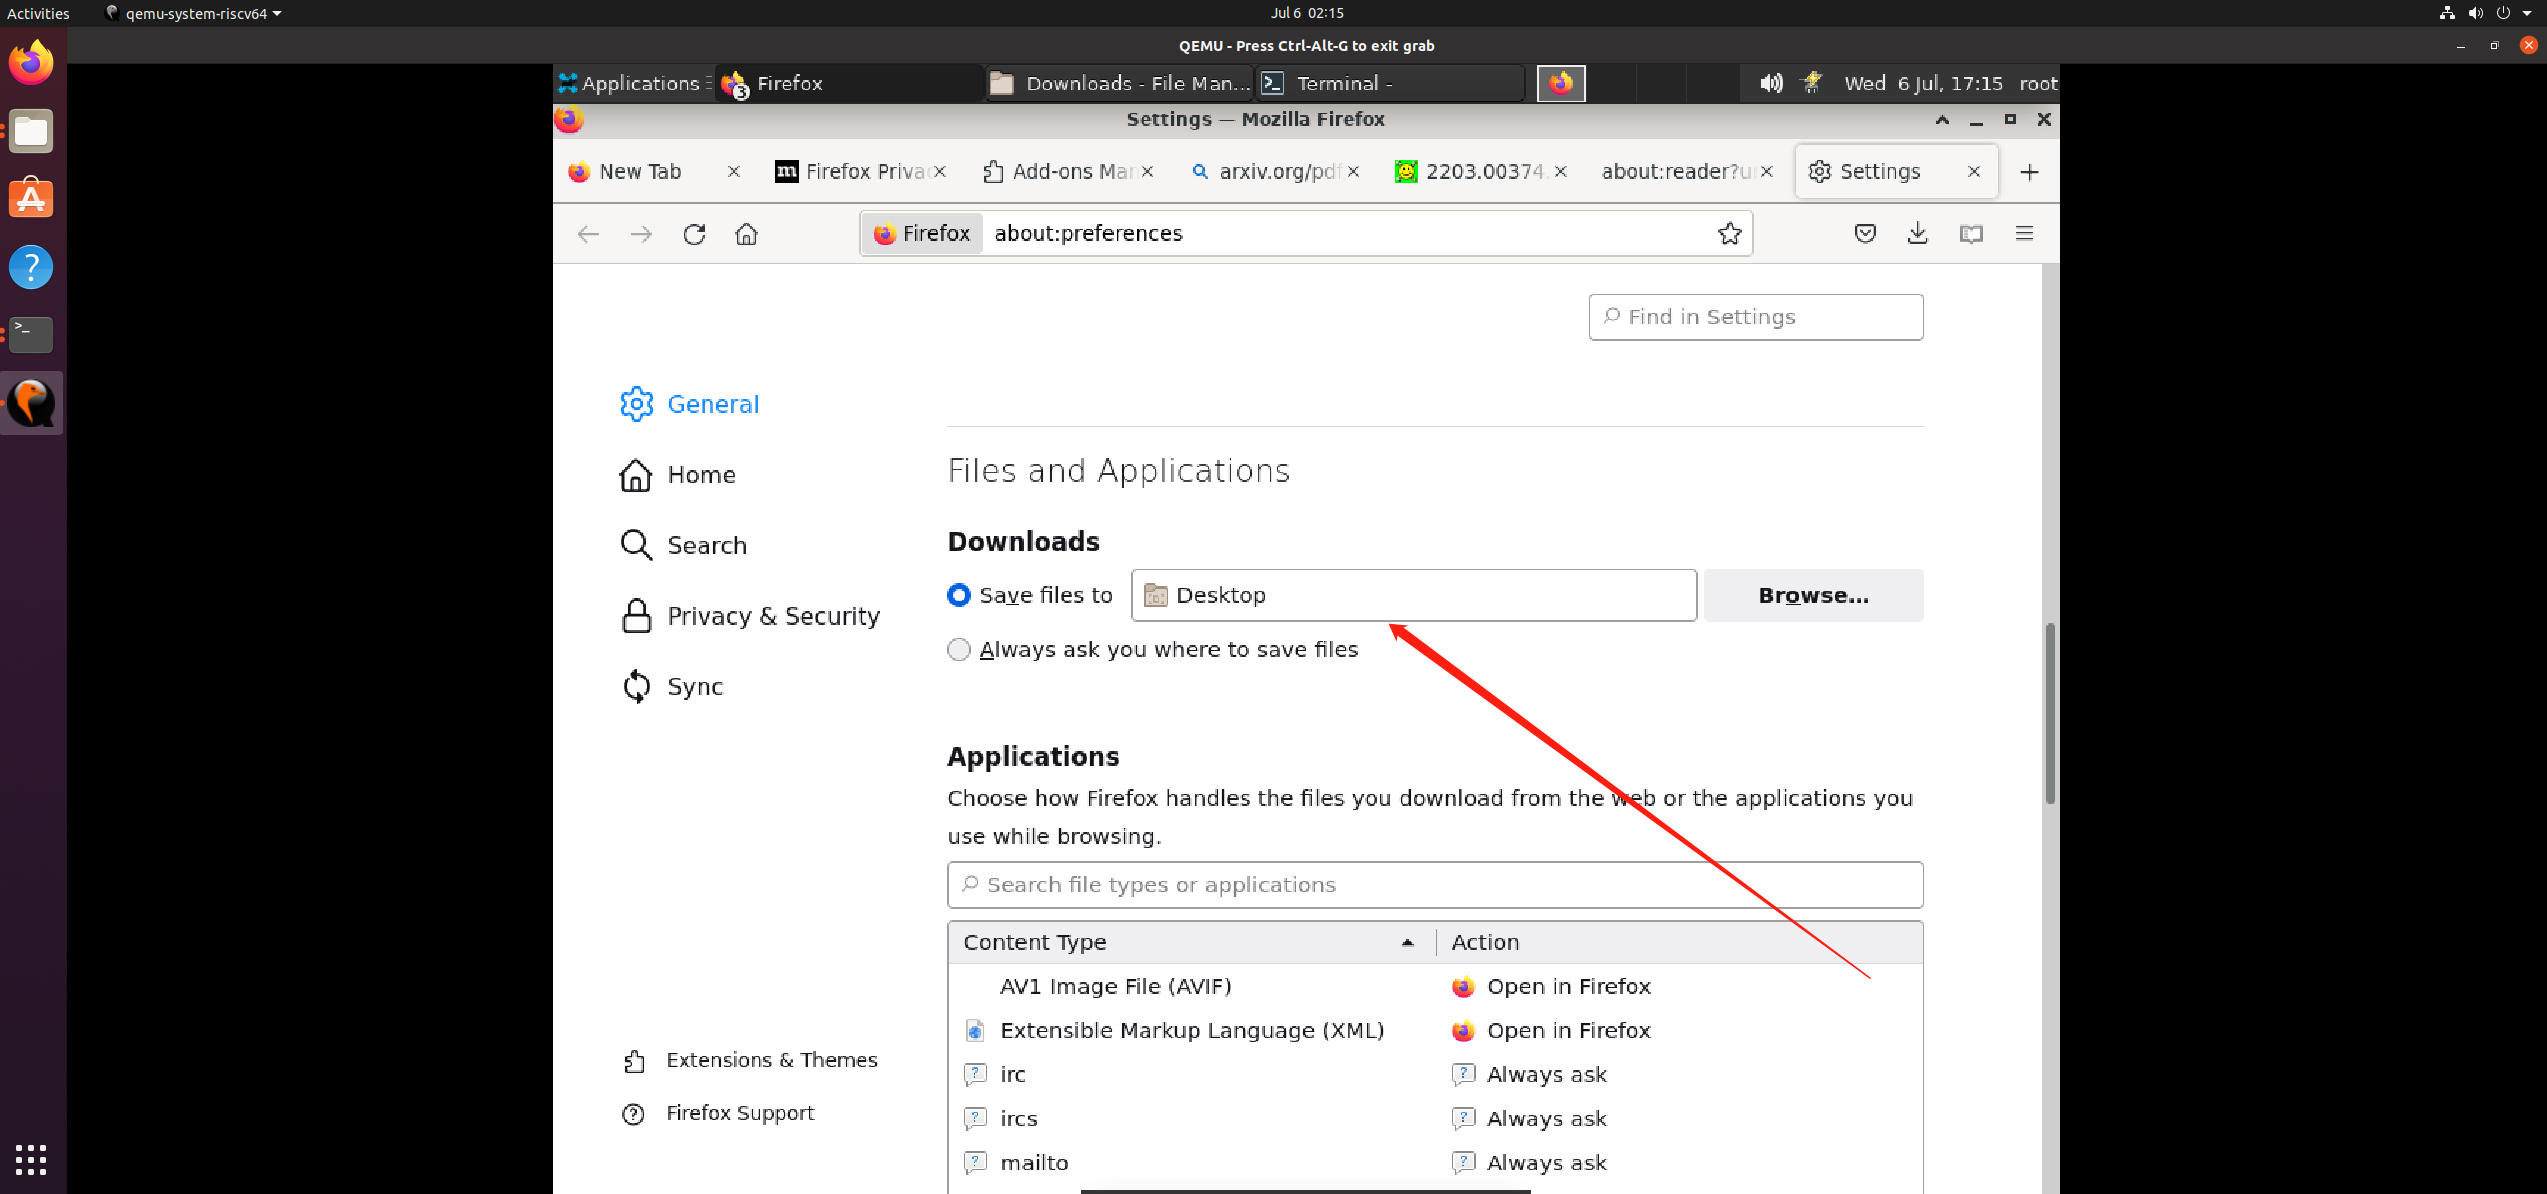 Activities
qemu-system-riscv64
Jul 6 02:15
QEMU - Press Ctrl-Alt-G to exit grab
Applications
3
Firefox
Downloads - File Man...
Terminal -
Wed 6 Jul, 17:15
root
Settings — Mozilla Firefox
New Tab
m
Firefox Priva
Add-ons Man
arxiv.org/pdf
2203.00374.
about:reader?u
Settings
Firefox
about:preferences
Find in Settings
General
Home
Search
Privacy & Security
Sync
Extensions & Themes
Firefox Support
Files and Applications
Downloads
Save files to
Desktop
Browse...
Always ask you where to save files
Applications
Choose how Firefox handles the files you download from the web or the applications you
use while browsing.
Search file types or applications
Content Type
Action
AV1 Image File (AVIF)
Open in Firefox
Extensible Markup Language (XML)
Open in Firefox
irc
Always ask
ircs
Always ask
mailto
Always ask